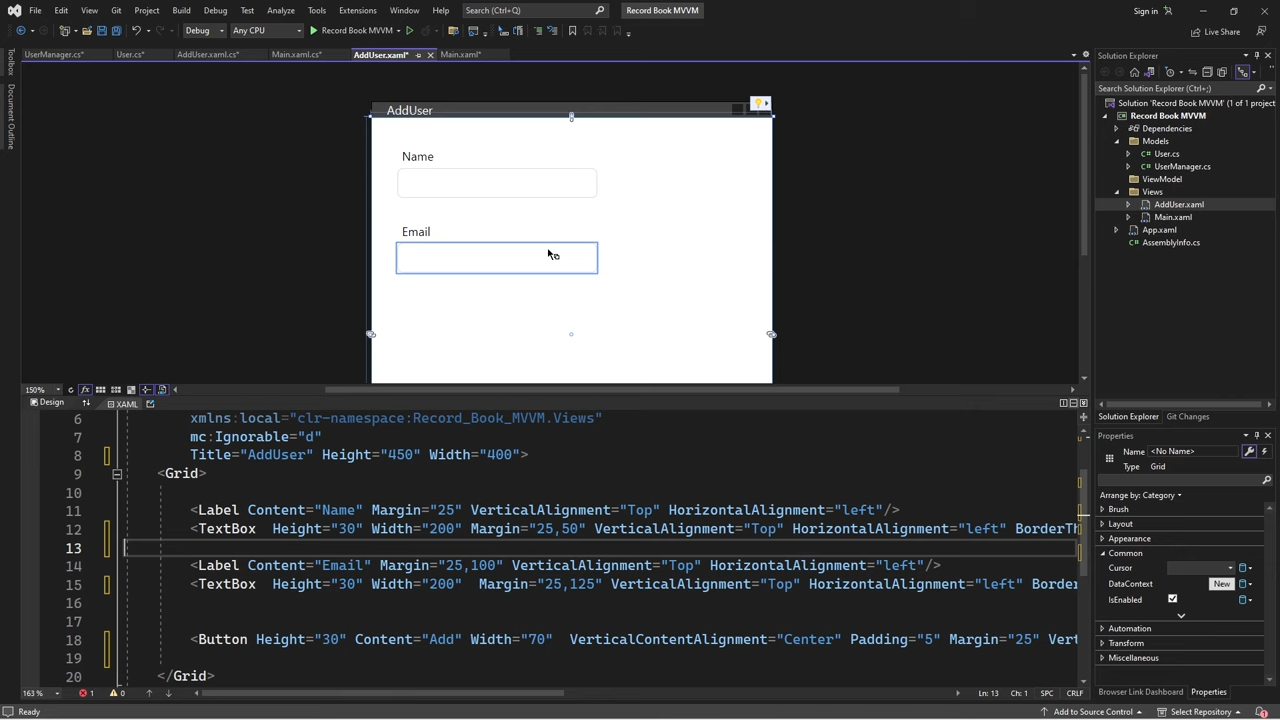 File Edit View Git Project Build Debug Test Analyze Tools Extensions Window Help Search (Ctrl+Q) Record Book MVVM Sign in
Debug Any CPU Record Book MVVM Live Share
UserManager.cs* User.cs* AddUser.xaml.cs* Main.xaml.cs* AddUser.xaml* Main.xaml*
Toolbox
Document Outline
AddUser
Name
Email
150%
Design XAML
6 xmlns:local="clr-namespace:Record_Book_MVVM.Views"
7 mc:Ignorable="d"
8 Title="AddUser" Height="450" Width="400">
9 <Grid>
10
11 <Label Content="Name" Margin="25" VerticalAlignment="Top" HorizontalAlignment="left"/>
12 <TextBox Height="30" Width="200" Margin="25,50" VerticalAlignment="Top" HorizontalAlignment="left" BorderTh
13
14 <Label Content="Email" Margin="25,100" VerticalAlignment="Top" HorizontalAlignment="left"/>
15 <TextBox Height="30" Width="200" Margin="25,125" VerticalAlignment="Top" HorizontalAlignment="left" Border
16
17
18 <Button Height="30" Content="Add" Width="70" VerticalContentAlignment="Center" Padding="5" Margin="25" Vert
19
20 </Grid>
163 % 1 0 Ln: 13 Ch: 1 SPC CRLF
Solution Explorer
Search Solution Explorer (Ctrl+;)
Solution 'Record Book MVVM' (1 of 1 project
Record Book MVVM
Dependencies
Models
User.cs
UserManager.cs
ViewModel
Views
AddUser.xaml
Main.xaml
App.xaml
AssemblyInfo.cs
Solution Explorer Git Changes
Properties
Name <No Name>
Type Grid
Arrange by: Category
Brush
Layout
Appearance
Common
Cursor
DataContext New
IsEnabled
Automation
Transform
Miscellaneous
Browser Link Dashboard Properties
Ready Add to Source Control Select Repository 1